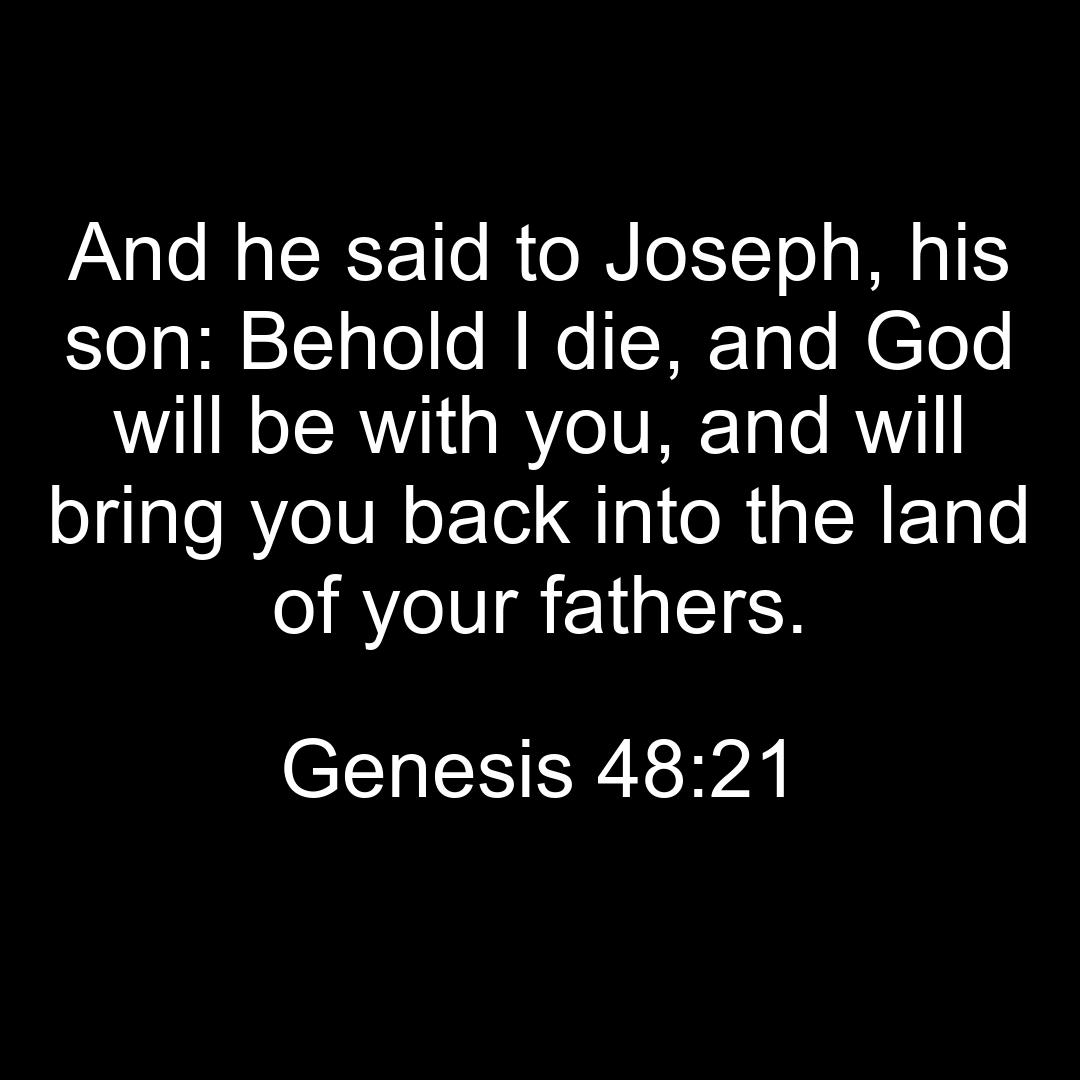 And he said to Joseph, his
son: Behold I die, and God
will be with you, and will
bring you back into the land
of your fathers.
Genesis 48:21